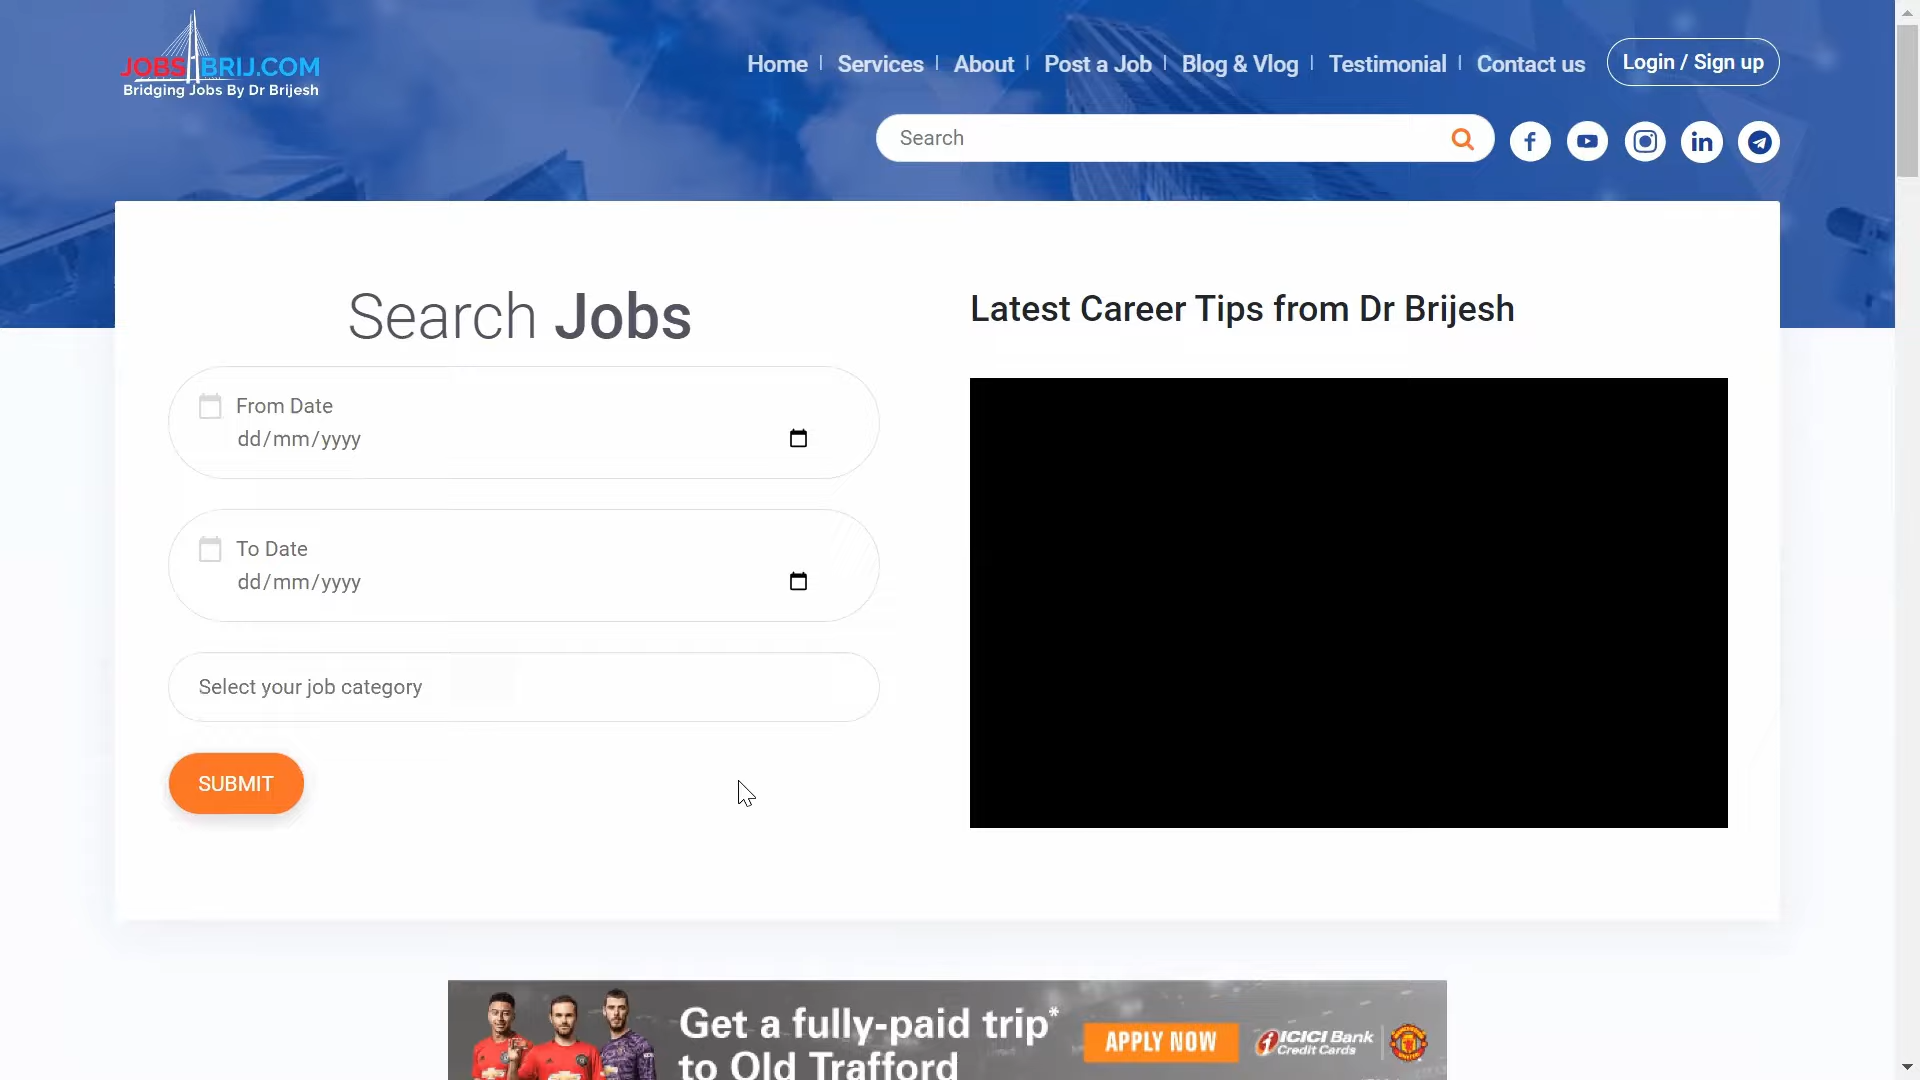 JOBS BRIJ.COM
Bridging Jobs By Dr Brijesh
Home
Services
About
Post a Job
Blog & Vlog
Testimonial
Contact us
Login / Sign up
Search
Search Jobs
From Date
dd/mm/yyyy
To Date
dd/mm/yyyy
Select your job category
SUBMIT
Latest Career Tips from Dr Brijesh
Get a fully-paid trip*
to Old Trafford
APPLY NOW
ICICI Bank
Credit Cards